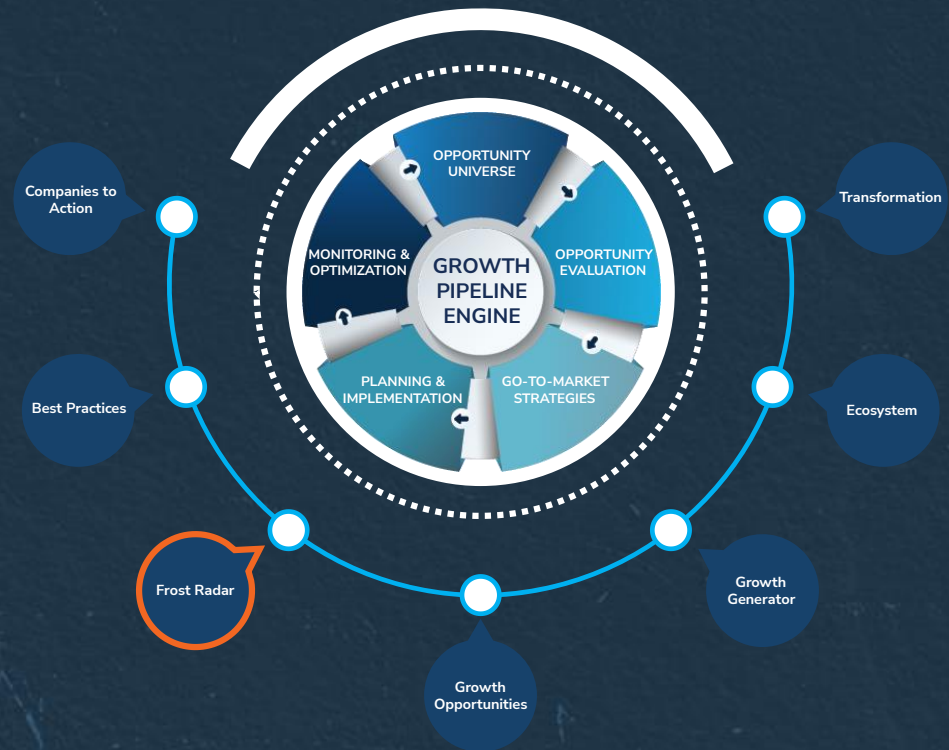 OPPORTUNITY
UNIVERSE
OPPORTUNITY
EVALUATION
GO-TO-MARKET
STRATEGIES
PLANNING &
IMPLEMENTATION
MONITORING &
OPTIMIZATION
GROWTH
PIPELINE
ENGINE
Companies to
Action
Best Practices
Frost Radar
Growth
Opportunities
Growth
Generator
Ecosystem
Transformation